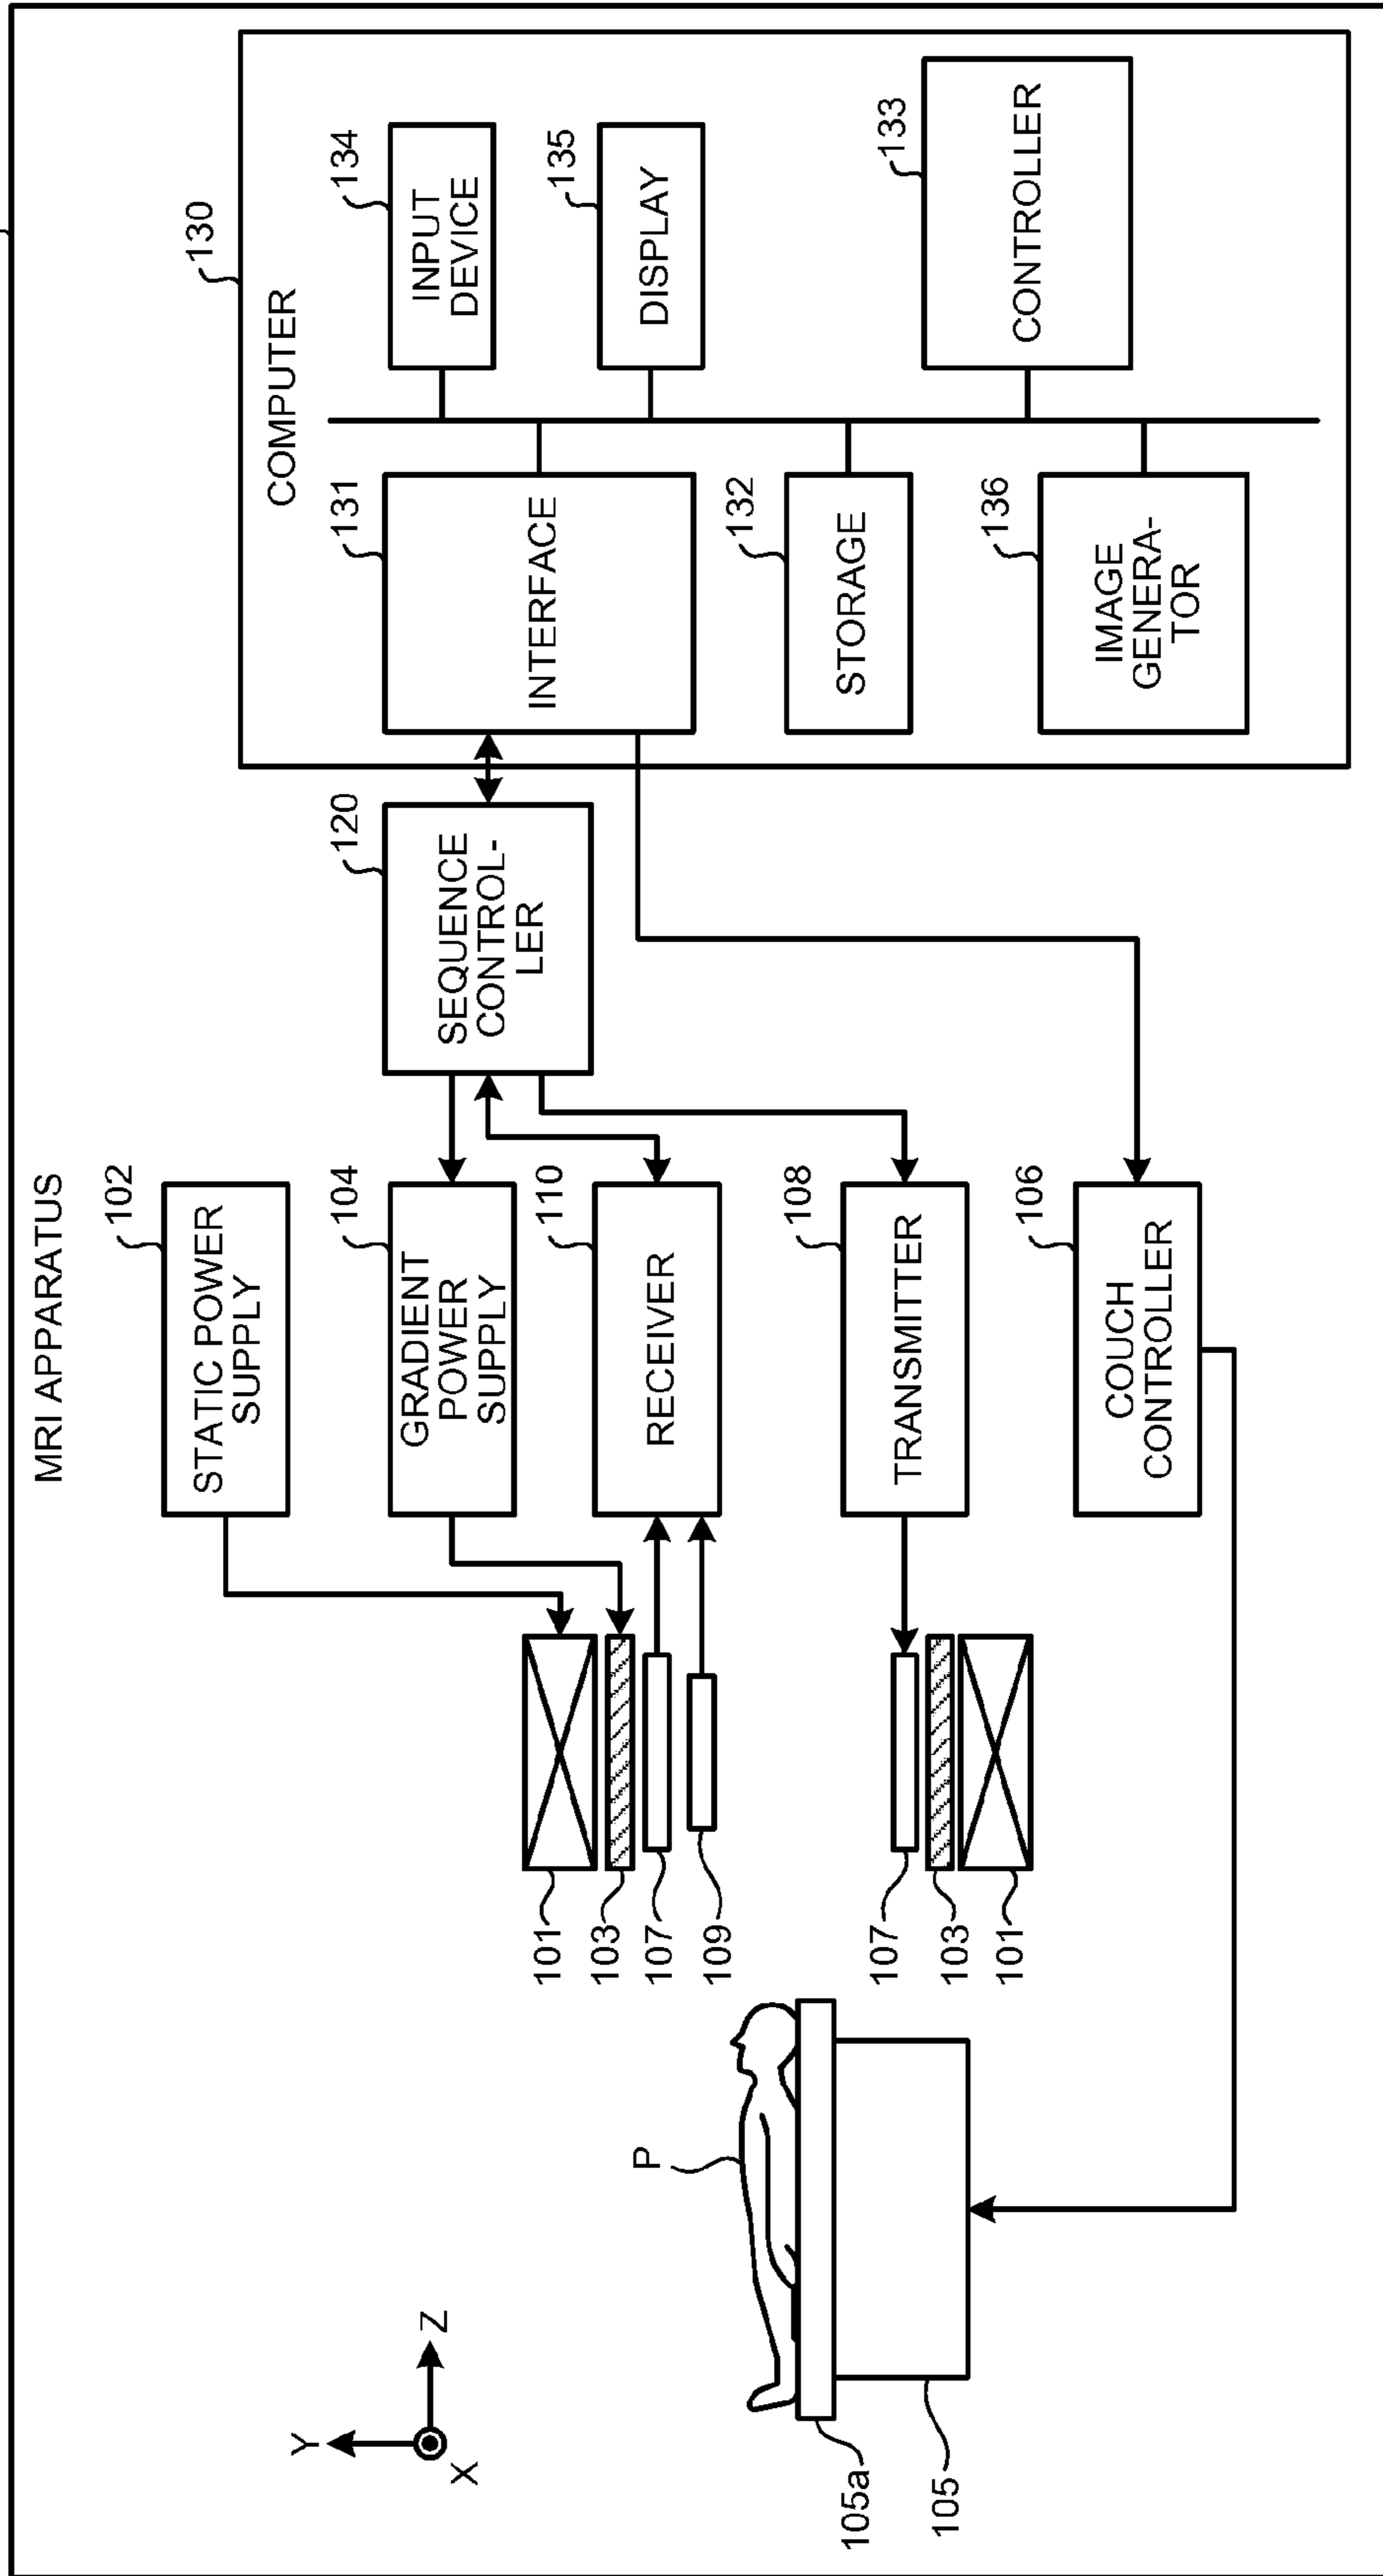 MRI APPARATUS
Y
Z
X
P
105a
105
101
103
107
109
107
103
101
102
STATIC POWER
SUPPLY
104
GRADIENT
POWER
SUPPLY
110
RECEIVER
108
TRANSMITTER
106
COUCH
CONTROLLER
120
SEQUENCE
CONTROL-
LER
130
COMPUTER
131
INTERFACE
132
STORAGE
136
IMAGE
GENERA-
TOR
134
INPUT
DEVICE
135
DISPLAY
133
CONTROLLER